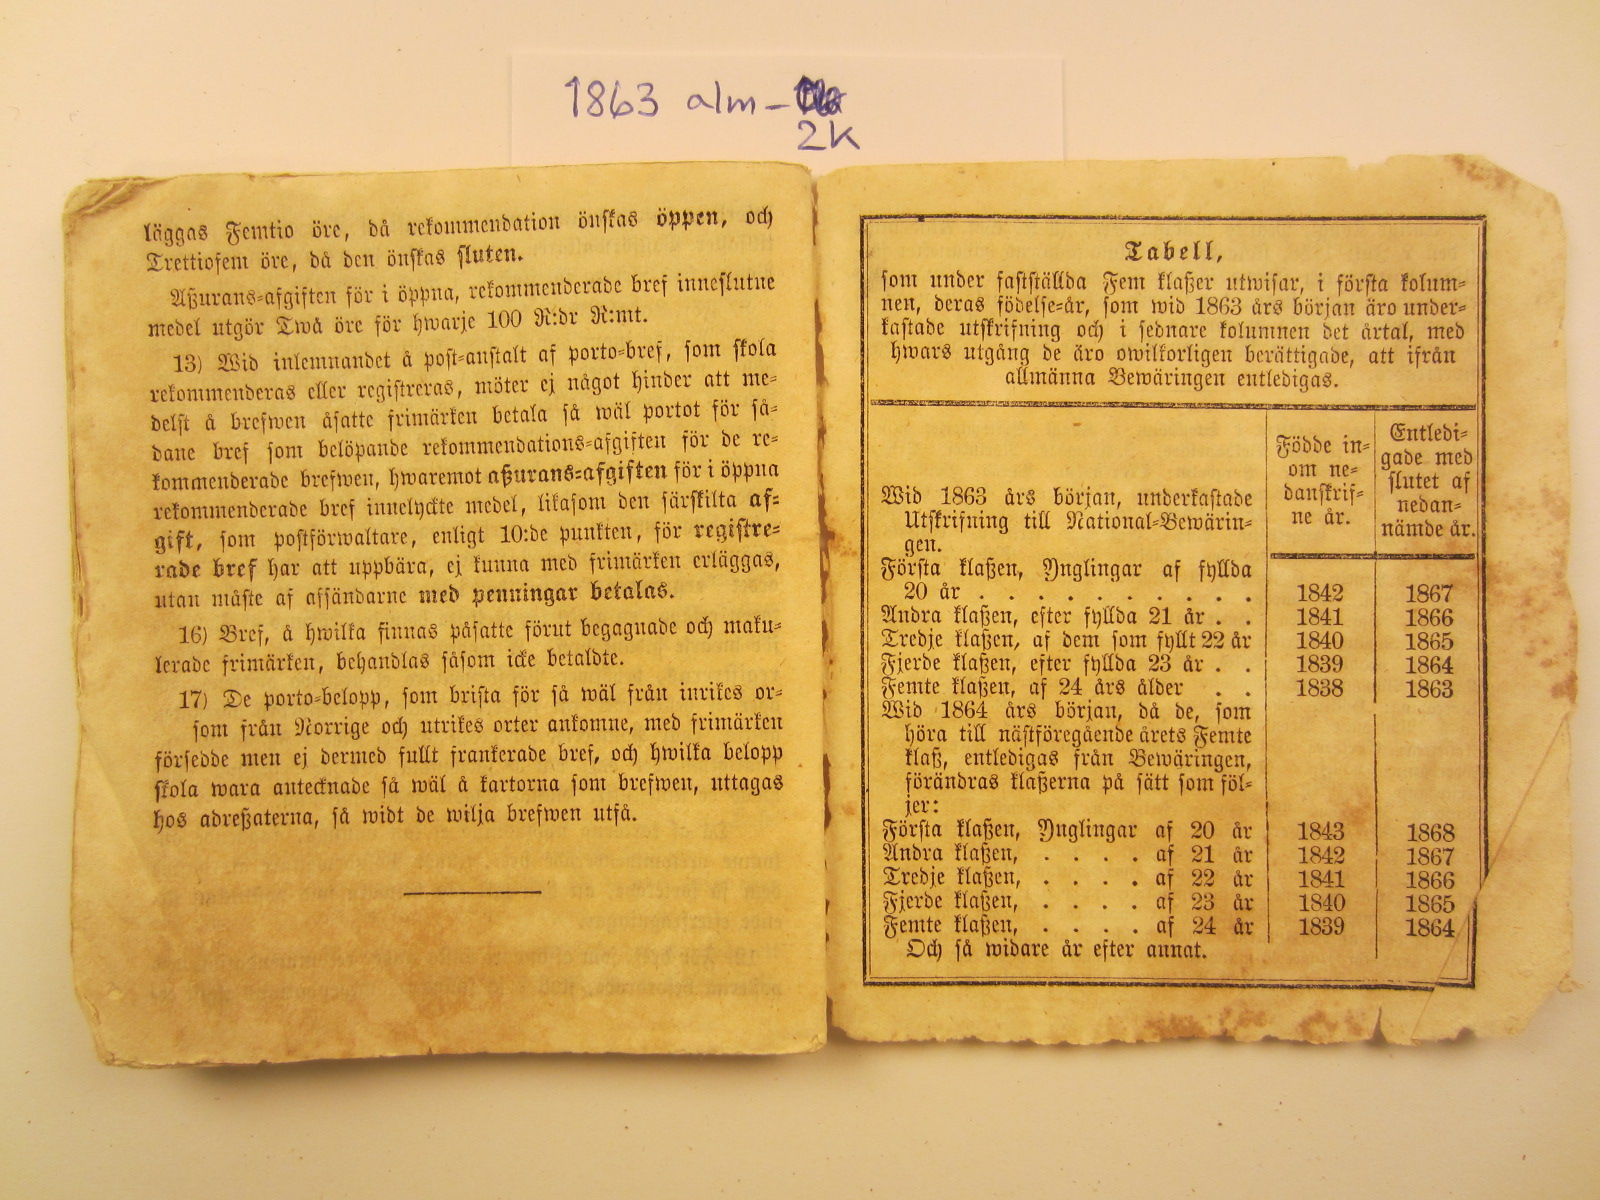 1863 alm-
2K
läggas Femtio öre, då rekommendation önskas öppen, och
Trettiofem öre, då den önskas sluten.
Aßurans-afgiften för i öppna, rekommenderade bref inneslutne
medel utgör Twå öre för hwarje 100 R:dr R:mt.
13) Wid inlemnandet å post-anstalt af porto-bref, som skola
rekommenderas eller registreras, möter ej något hinder att me-
delst å brefwen åsatte frimärken betala så wäl portot för så-
dane bref som belöpande rekommendations-afgiften för de re-
kommenderade brefwen, hwaremot aßurans-afgiften för i öppna
rekommenderade bref innelyckte medel, likasom den särskilta af-
gift, som postförwaltare, enligt 10:de punkten, för registre-
rade bref har att uppbära, ej kunna med frimärken erläggas,
utan måste af afsändarne med penningar betalas.
16) Bref, å hwilka finnas påsatte förut begagnade och maku-
lerade frimärken, behandlas såsom icke betaldte.
17) De porto-belopp, som brista för så wäl från inrikes or-
som från Norrige och utrikes orter ankomne, med frimärken
försedde men ej dermed fullt frankerade bref, och hwilka belopp
skola wara antecknade så wäl å kartorna som brefwen, uttagas
hos adreßaterna, så widt de wilja brefwen utfå.
Tabell,
som under fastställda Fem klaßer utwisar, i första kolum-
nen, deras födelse-år, som wid 1863 års början äro under-
kastade utskrifning och i sednare kolumnen det årtal, med
hwars utgång de äro owilkorligen berättigade, att ifrån
allmänna Bewäringen entledigas.
Födde in-
om ne-
danskrif-
ne år.
Entledi-
gade med
slutet af
nedan-
nämde år.
Wid 1863 års början, underkastade
Utskrifning till National-Bewärin-
gen.
Första klaßen, Ynglingar af fyllda
20 år . . . . . . . . . . 1842 1867
Andra klaßen, efter fyllda 21 år . . 1841 1866
Tredje klaßen, af dem som fyllt 22 år 1840 1865
Fjerde klaßen, efter fyllda 23 år . . 1839 1864
Femte klaßen, af 24 års ålder . . 1838 1863
Wid 1864 års början, då de, som
höra till nästföregående årets Femte
klaß, entledigas från Bewäringen,
förändras klaßerna på sätt som föl-
jer:
Första klaßen, Ynglingar af 20 år 1843 1868
Andra klaßen, . . . . af 21 år 1842 1867
Tredje klaßen, . . . . af 22 år 1841 1866
Fjerde klaßen, . . . . af 23 år 1840 1865
Femte klaßen, . . . . af 24 år 1839 1864
Och så widare år efter annat.